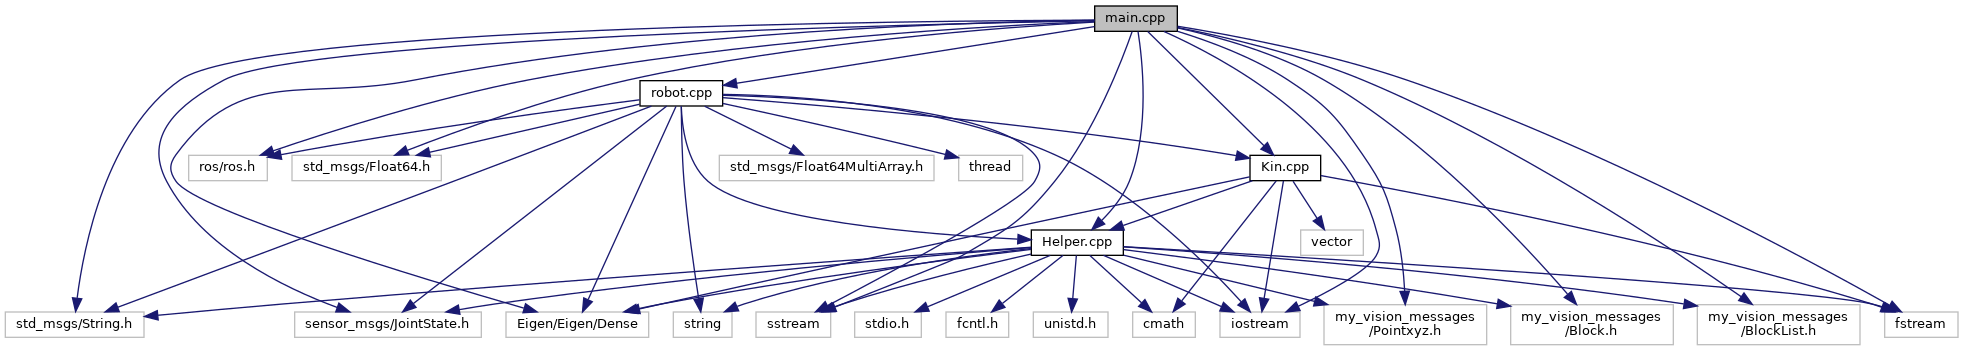 main.cpp
robot.cpp
ros/ros.h
std_msgs/Float64.h
std_msgs/Float64MultiArray.h
thread
Kin.cpp
Helper.cpp
vector
std_msgs/String.h
sensor_msgs/JointState.h
Eigen/Eigen/Dense
string
sstream
stdio.h
fcntl.h
unistd.h
cmath
iostream
my_vision_messages
/Pointxyz.h
my_vision_messages
/Block.h
my_vision_messages
/BlockList.h
fstream